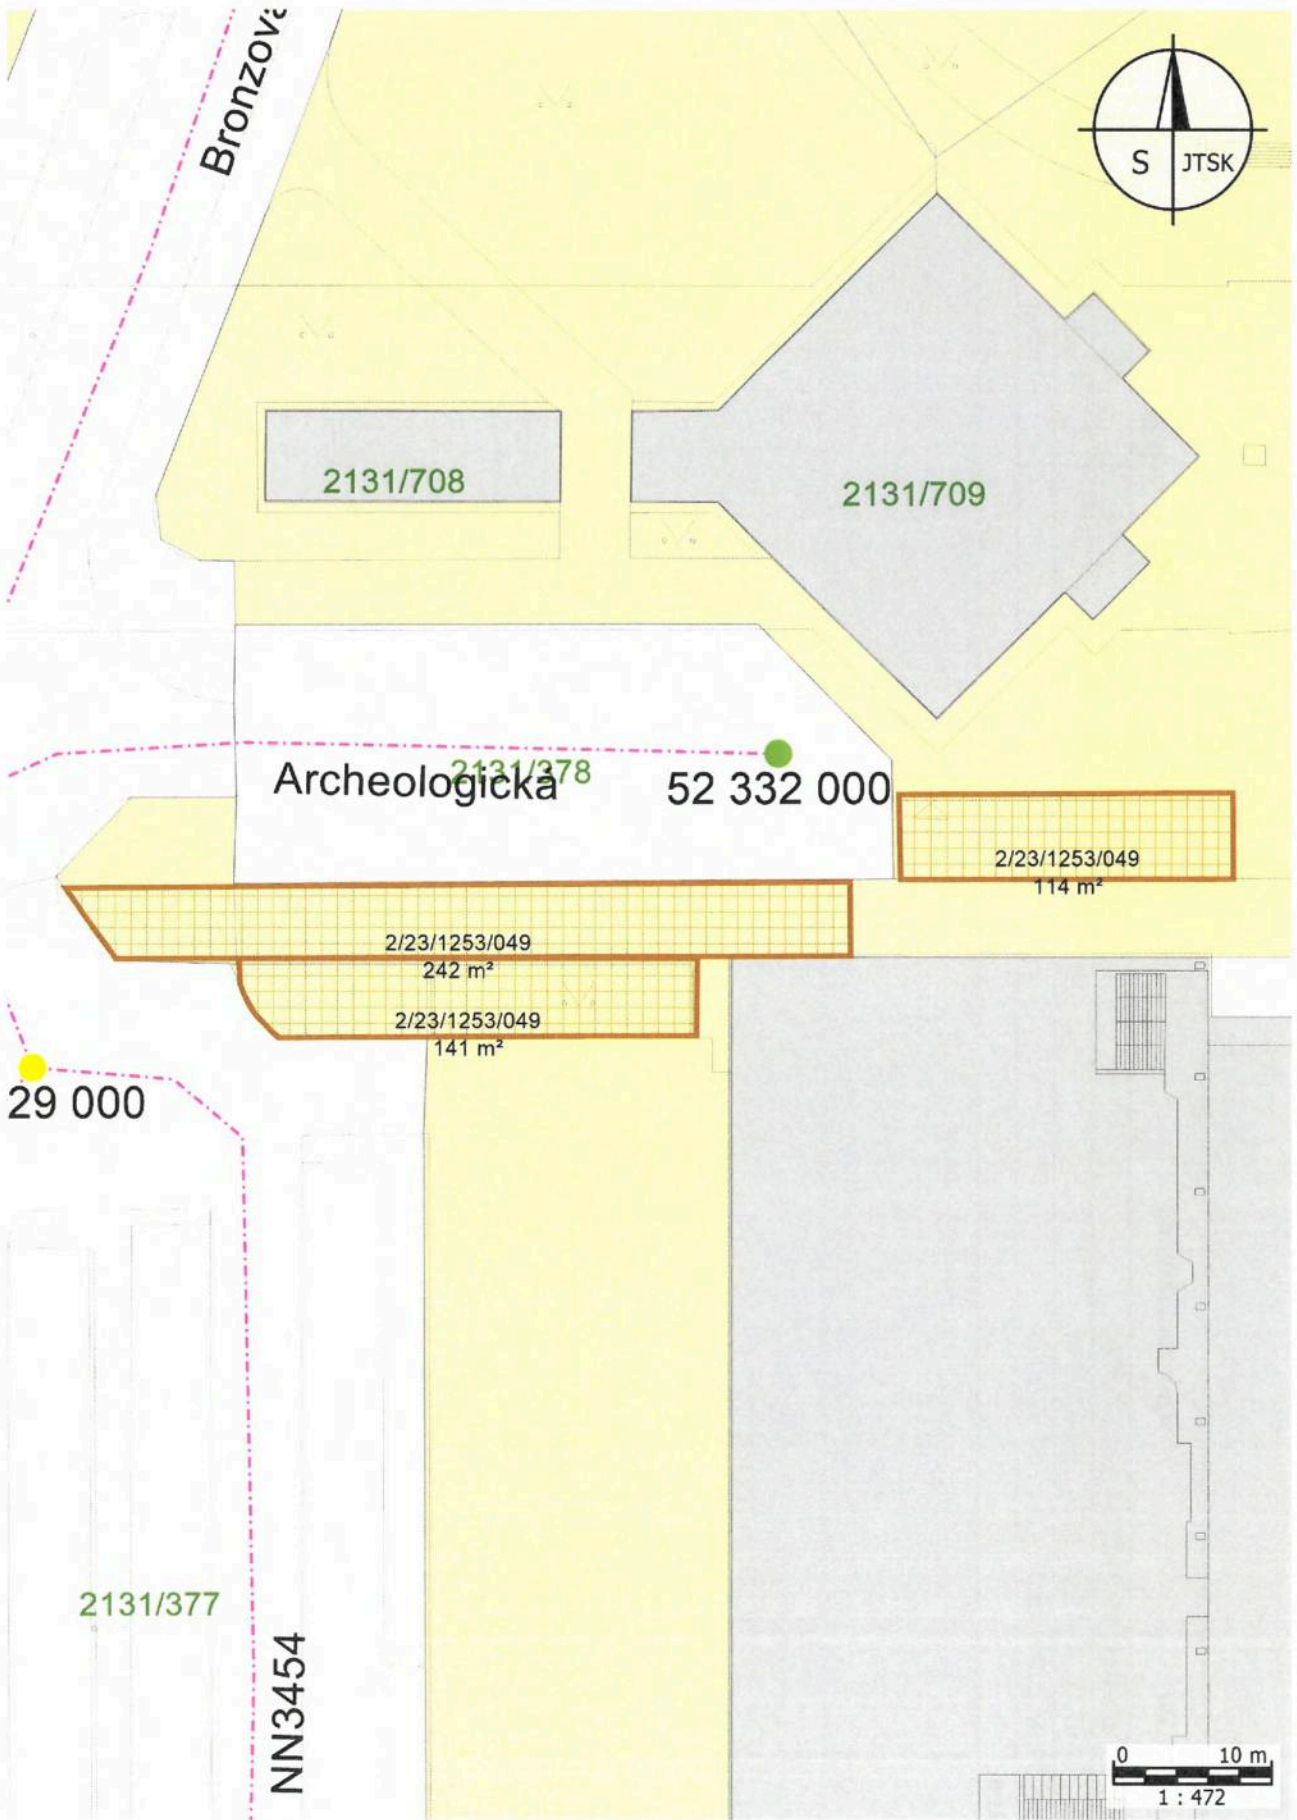 Bronzova
S JTSK
2131/708
2131/709
2131/378
Archeologická
52 332 000
2/23/1253/049
114 m²
2/23/1253/049
242 m²
2/23/1253/049
141 m²
29 000
2131/377
NN3454
0 10 m
1 : 472